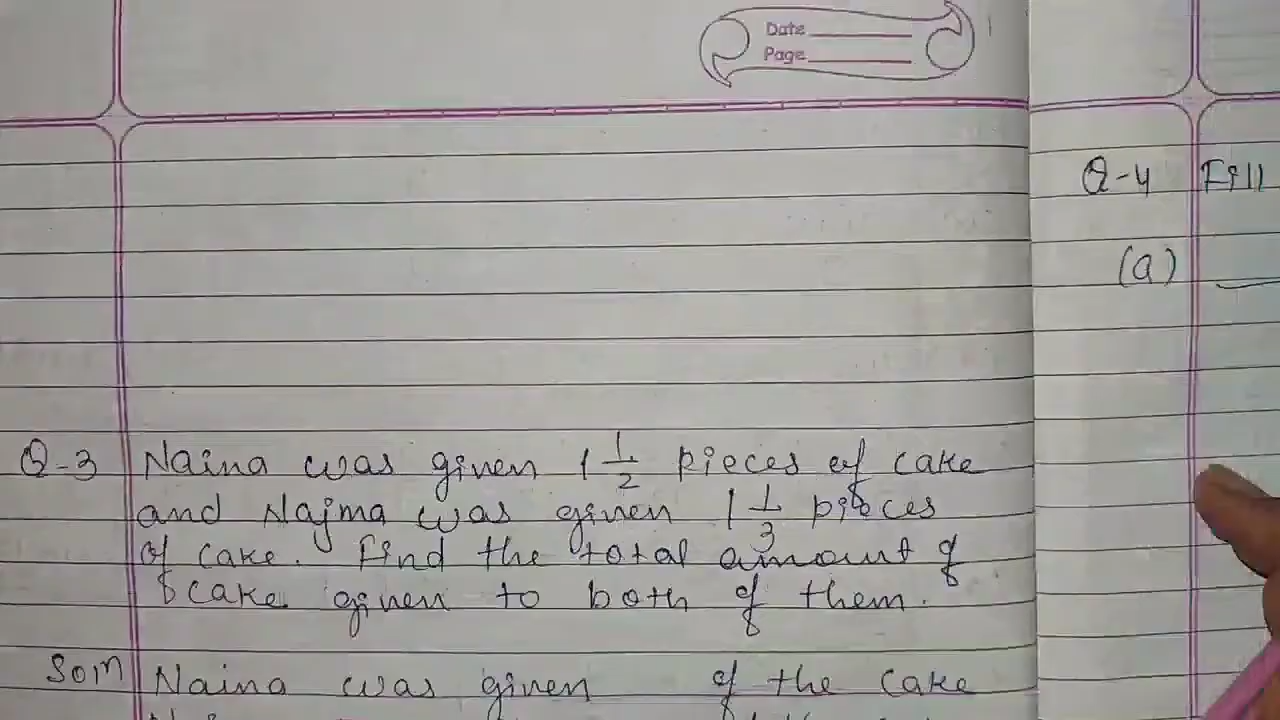 Date
Page
Q-3 Naina was given 1 1/2 pieces of cake
and Najma was given 1 1/3 pieces
of cake. Find the total amount of
cake given to both of them.
Soln Naina was given of the cake
Q-4 Fill
(a)